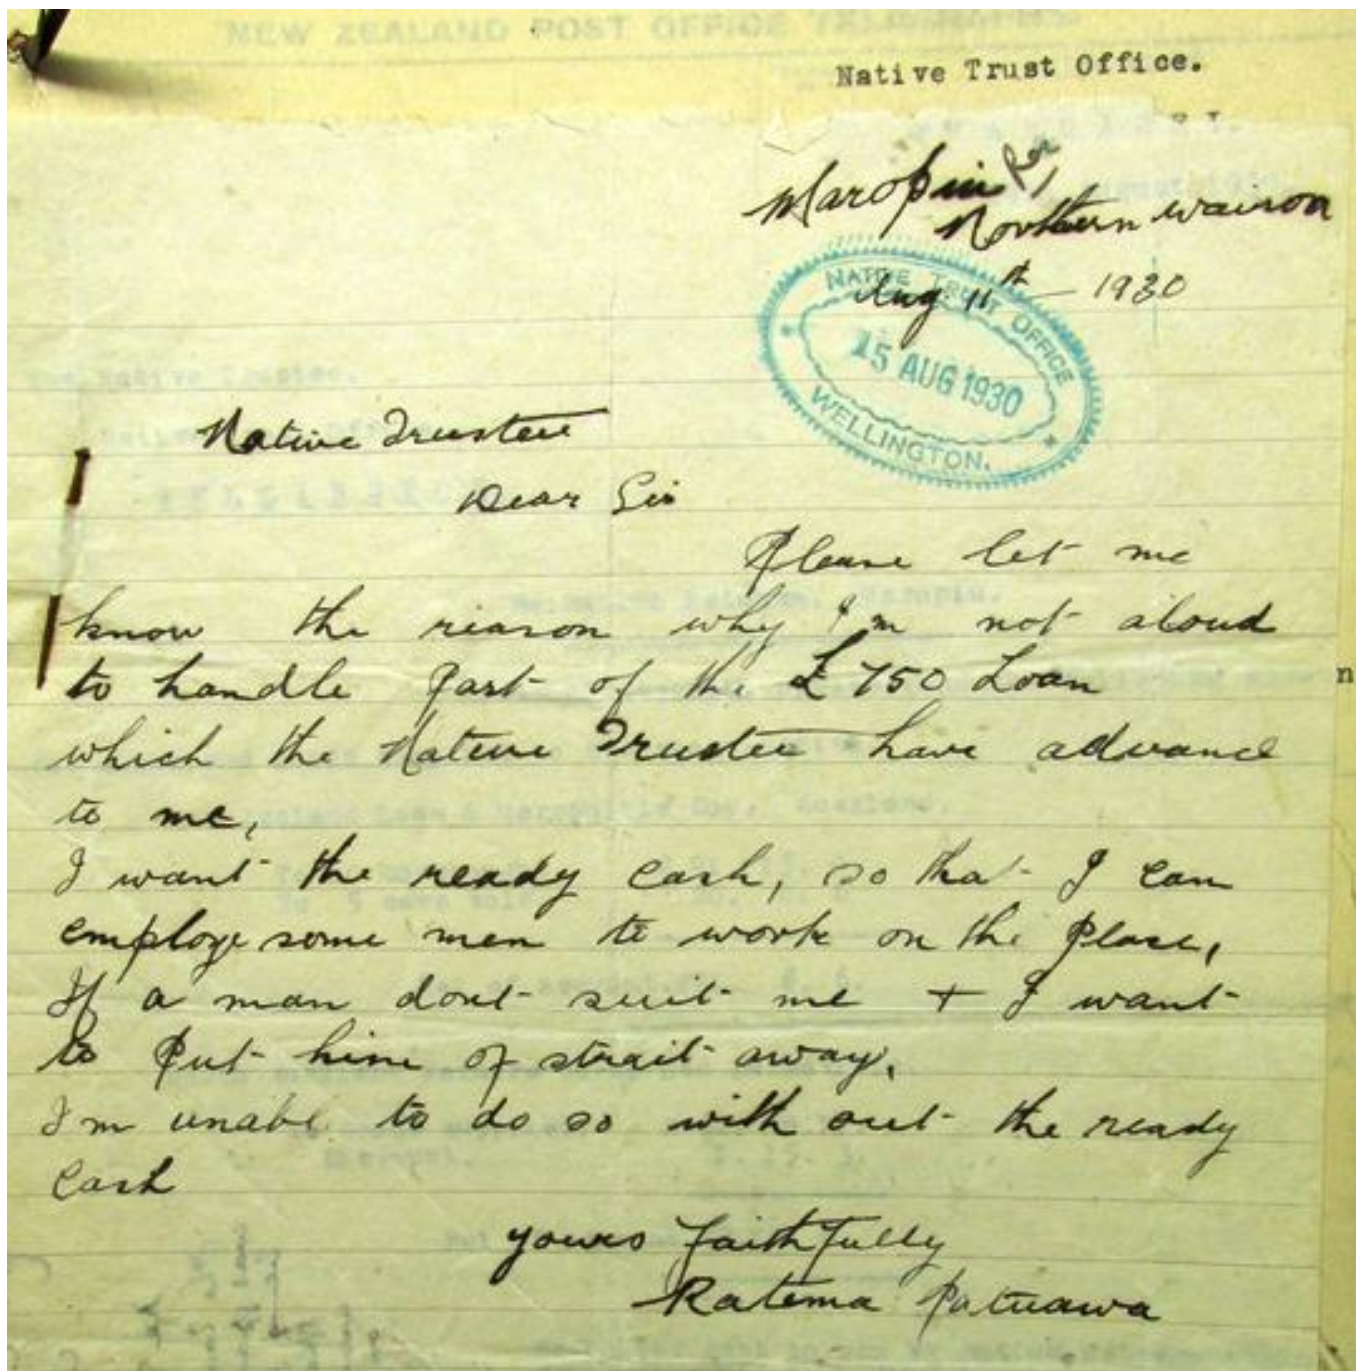 NEW ZEALAND POST OFFICE
Native Trust Office.
Maropiu
Northern Wairoa
Aug. 11th 1930
NATIVE TRUST OFFICE
15 AUG 1930
WELLINGTON.
Native Trustee
Dear Sir
Please let me
know the reason why I'm not aloud
to handle part of the £750 Loan
which the Native Trustee have advance
to me,
I want the ready cash, so that I can
employe some men to work on the place,
If a man dont suit me + I want
to put hime of strait away,
I'm unabl to do so with out the ready
Cash
yours faithfully
Ratema Patuawa